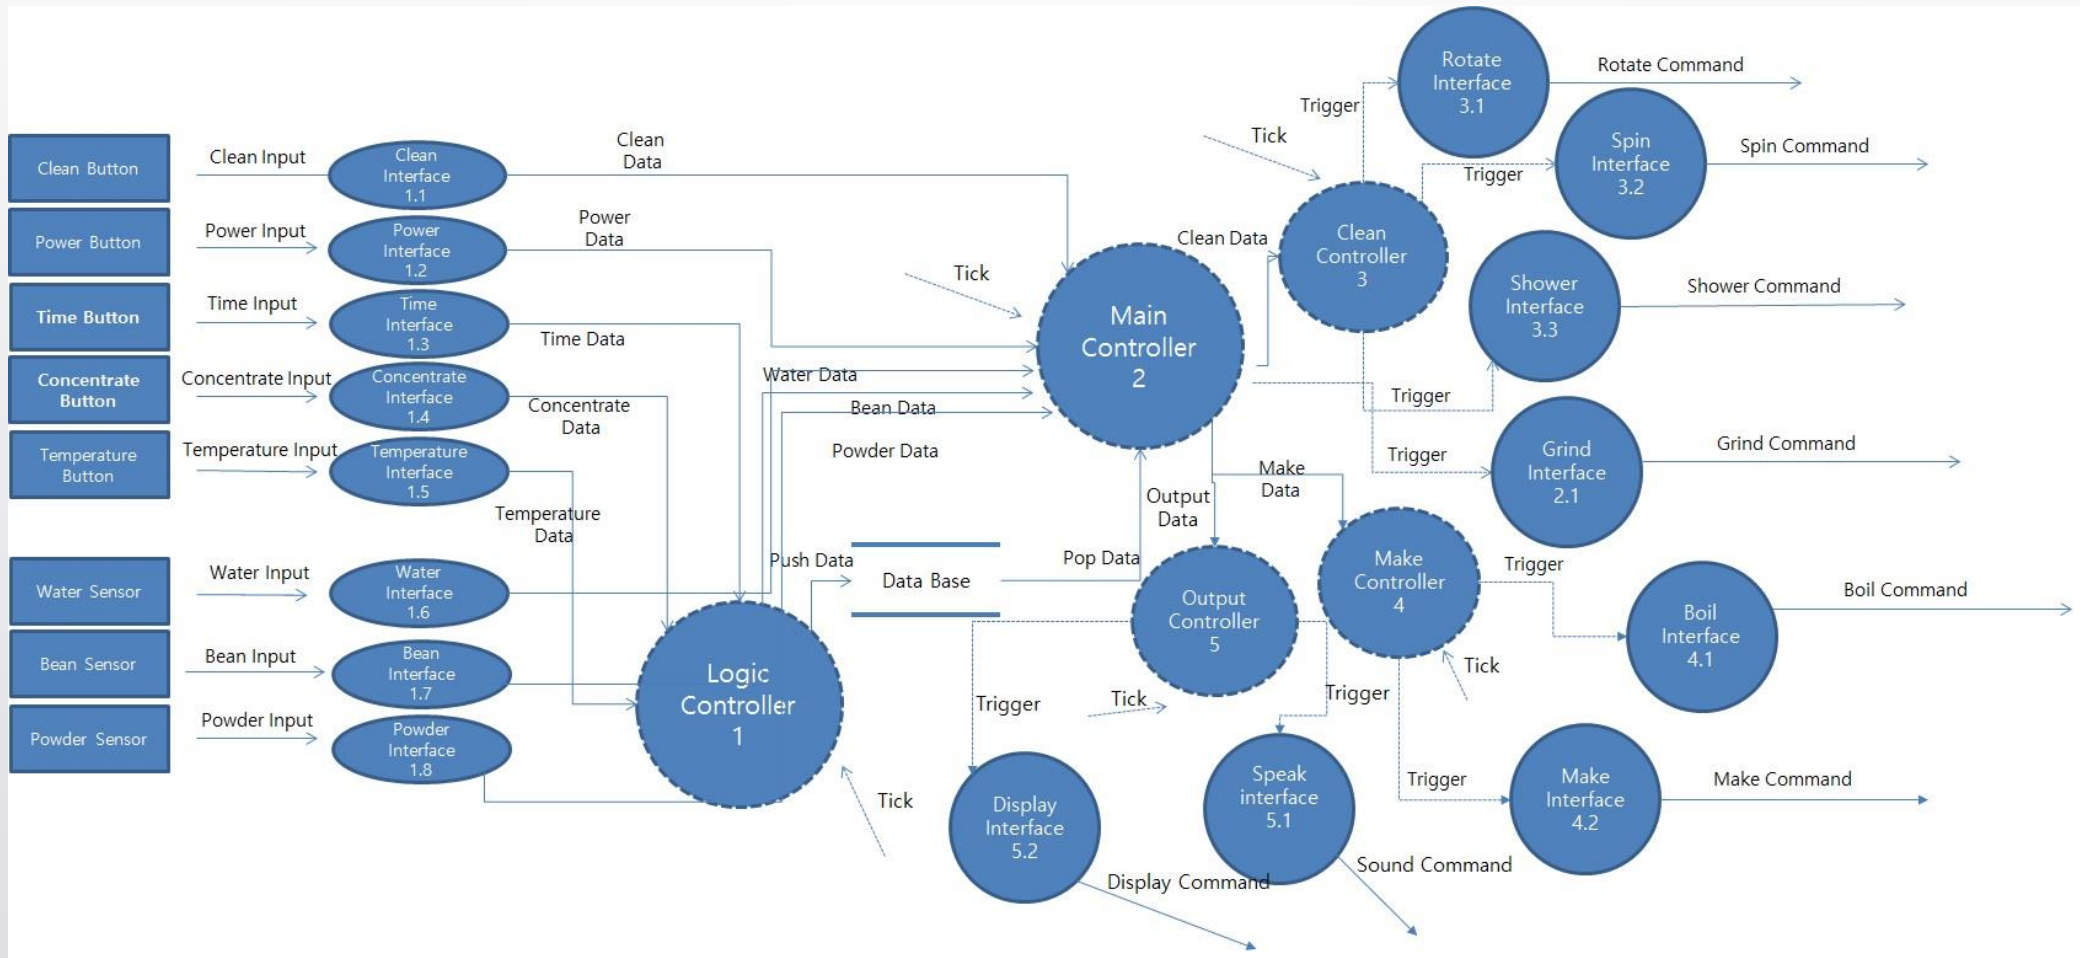 Clean Button
Power Button
Time Button
Concentrate
Button
Temperature
Button
Water Sensor
Bean Sensor
Powder Sensor
Clean Input
Power Input
Time Input
Concentrate Input
Temperature Input
Water Input
Bean Input
Powder Input
Clean
Interface
1.1
Power
Interface
1.2
Time
Interface
1.3
Concentrate
Interface
1.4
Temperature
Interface
1.5
Water
Interface
1.6
Bean
Interface
1.7
Powder
Interface
1.8
Clean
Data
Power
Data
Time Data
Concentrate
Data
Temperature
Data
Water Data
Bean Data
Powder Data
Logic
Controller
1
Tick
Push Data
Data Base
Pop Data
Tick
Main
Controller
2
Clean Data
Tick
Clean
Controller
3
Trigger
Rotate
Interface
3.1
Rotate Command
Trigger
Spin
Interface
3.2
Spin Command
Trigger
Shower
Interface
3.3
Shower Command
Trigger
Grind
Interface
2.1
Grind Command
Make
Data
Output
Data
Make
Controller
4
Tick
Trigger
Boil
Interface
4.1
Boil Command
Trigger
Make
Interface
4.2
Make Command
Output
Controller
5
Tick
Trigger
Speak
interface
5.1
Sound Command
Trigger
Display
Interface
5.2
Display Command